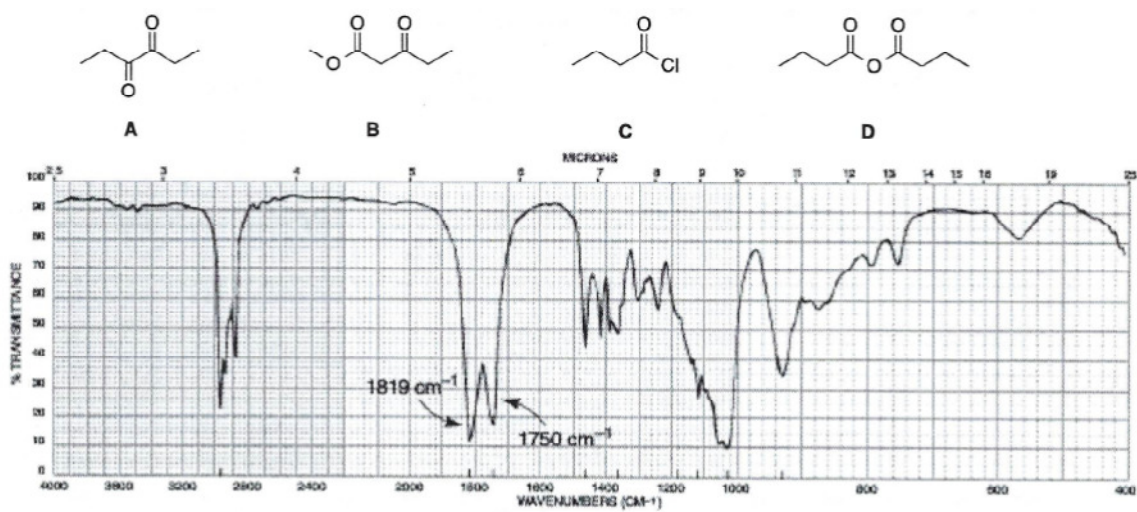 O O O O O O O
O O Cl O
A B C D
MICRONS
2.5 3 4 5 6 7 8 9 10 11 12 13 14 15 16 19 25
100
90
80
70
60
50
40
30
20
10
0
% TRANSMITTANCE
1819 cm⁻¹
1750 cm⁻¹
4000 3600 3200 2800 2000 1800 1600 1400 1200 1000 800 600 400
WAVENUMBERS (CM-1)